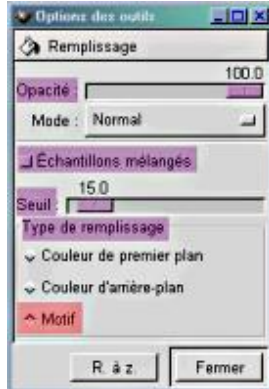 Options des outils
Remplissage
100.0
Opacité :
Mode : Normal
Échantillons mélangés
15.0
Seuil :
Type de remplissage
Couleur de premier plan
Couleur d'arrière-plan
Motif
R. à z. Fermer